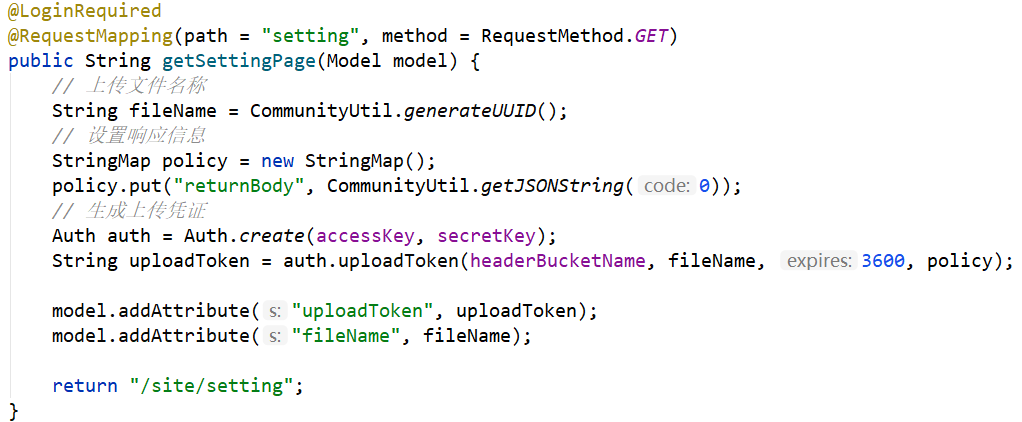 @LoginRequired
@RequestMapping(path = "setting", method = RequestMethod.GET)
public String getSettingPage(Model model) {
    // 上传文件名称
    String fileName = CommunityUtil.generateUUID();
    // 设置响应信息
    StringMap policy = new StringMap();
    policy.put("returnBody", CommunityUtil.getJSONString( code: 0));
    // 生成上传凭证
    Auth auth = Auth.create(accessKey, secretKey);
    String uploadToken = auth.uploadToken(headerBucketName, fileName, expires: 3600, policy);

    model.addAttribute( s: "uploadToken", uploadToken);
    model.addAttribute( s: "fileName", fileName);

    return "/site/setting";
}